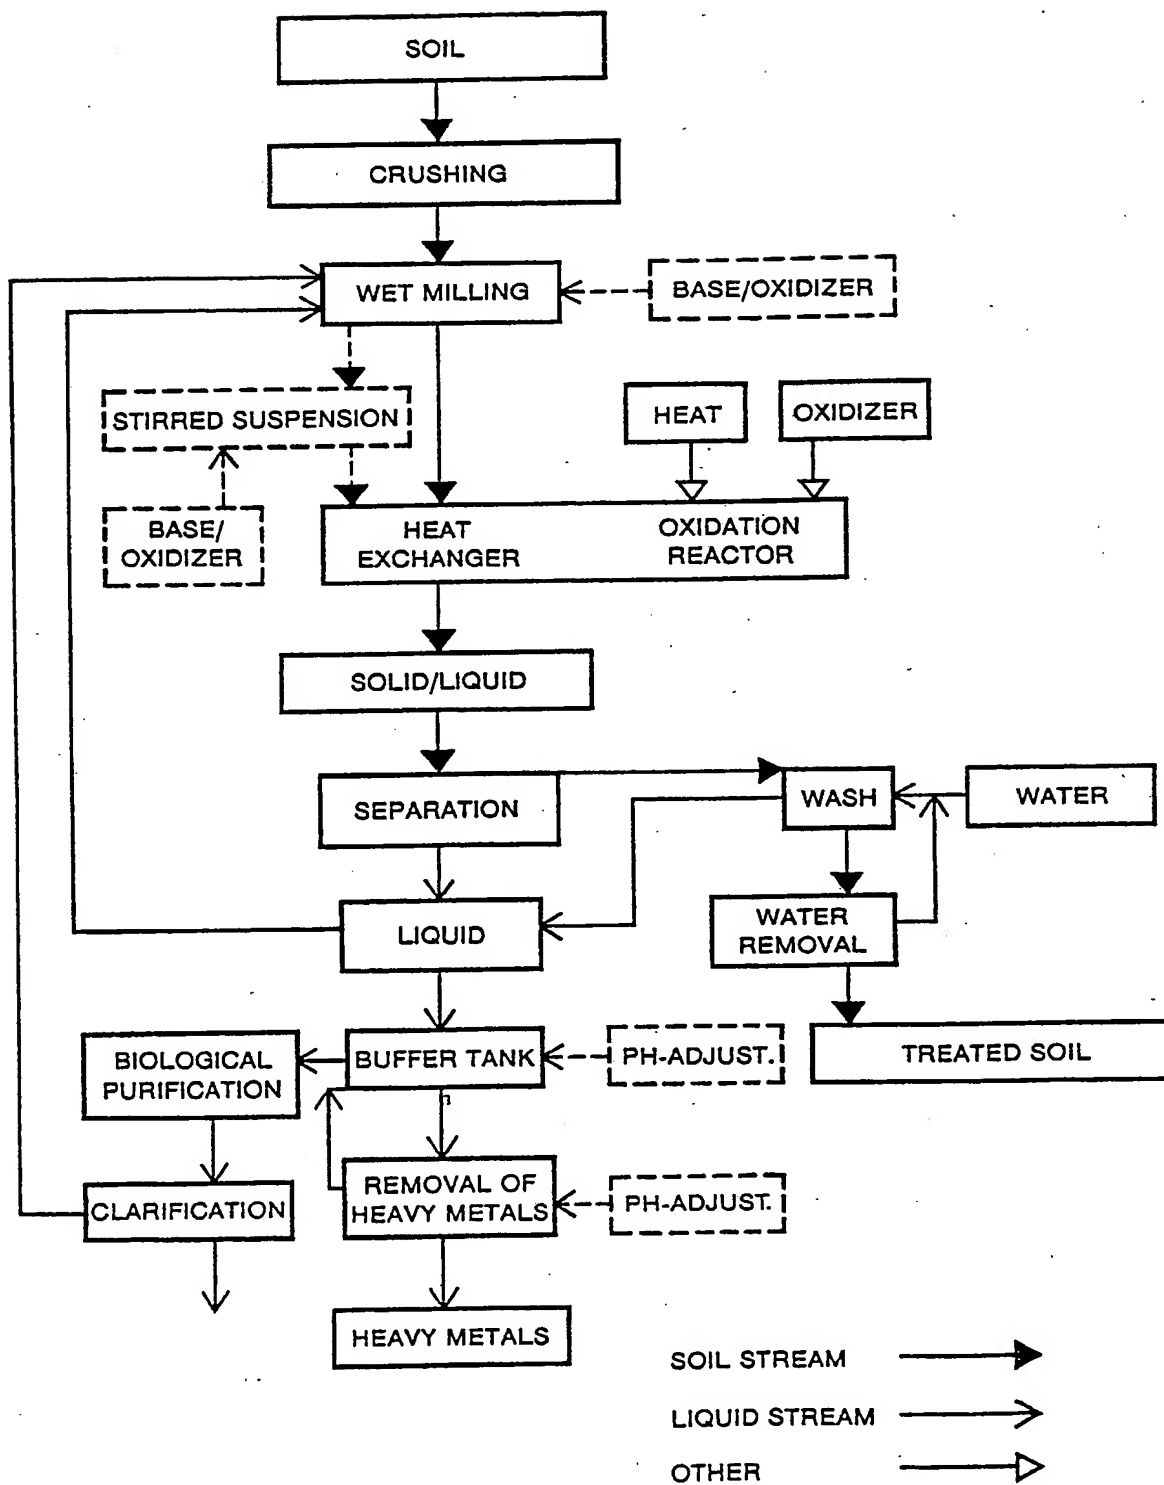 SOIL
CRUSHING
WET MILLING
BASE/OXIDIZER
STIRRED SUSPENSION
HEAT
OXIDIZER
BASE/
OXIDIZER
HEAT
EXCHANGER
OXIDATION
REACTOR
SOLID/LIQUID
SEPARATION
WASH
WATER
LIQUID
WATER
REMOVAL
BUFFER TANK
PH-ADJUST.
TREATED SOIL
BIOLOGICAL
PURIFICATION
REMOVAL OF
HEAVY METALS
PH-ADJUST.
CLARIFICATION
HEAVY METALS
SOIL STREAM
LIQUID STREAM
OTHER